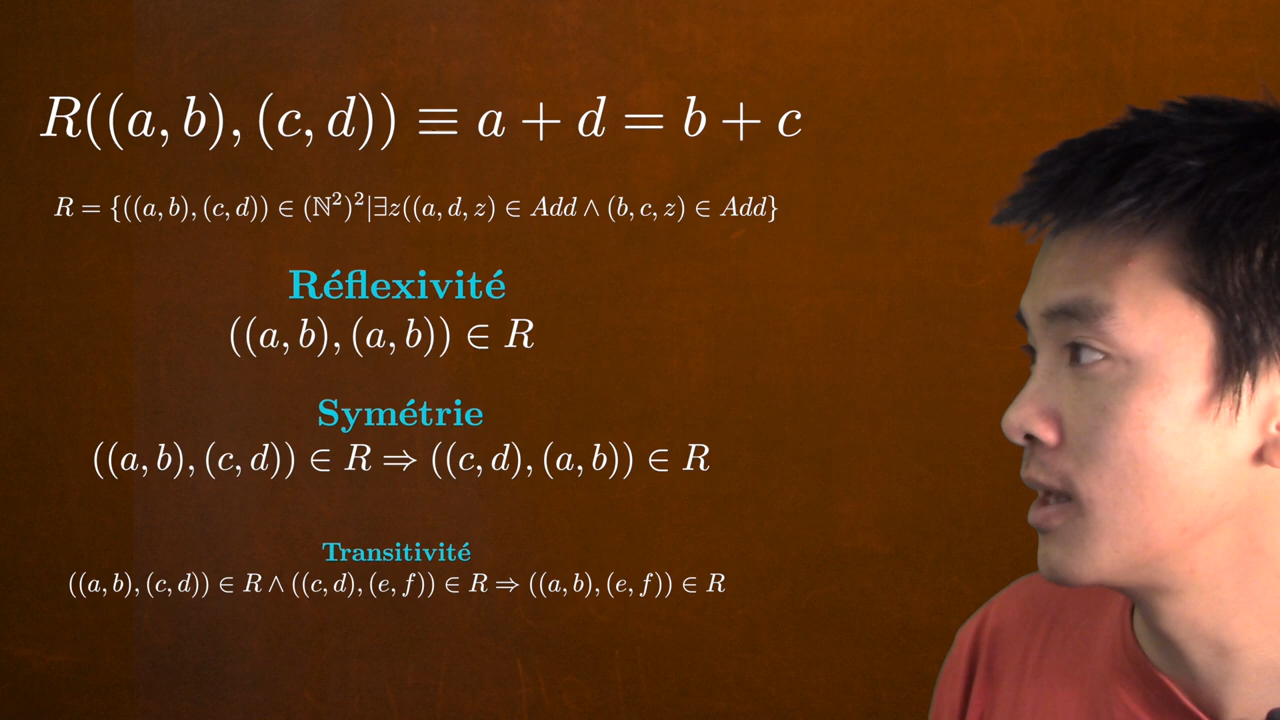 R((a, b), (c, d)) ≡ a + d = b + c
R = {((a, b), (c, d)) ∈ (ℕ²)²|∃z((a, d, z) ∈ Add ∧ (b, c, z) ∈ Add}
Réflexivité
((a, b), (a, b)) ∈ R
Symétrie
((a, b), (c, d)) ∈ R ⇒ ((c, d), (a, b)) ∈ R
Transitivité
((a, b), (c, d)) ∈ R ∧ ((c, d), (e, f)) ∈ R ⇒ ((a, b), (e, f)) ∈ R